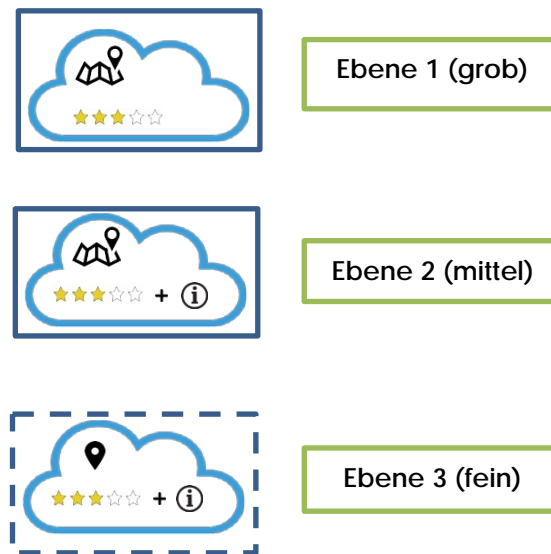 Ebene 1 (grob)
+ i
Ebene 2 (mittel)
+ i
Ebene 3 (fein)